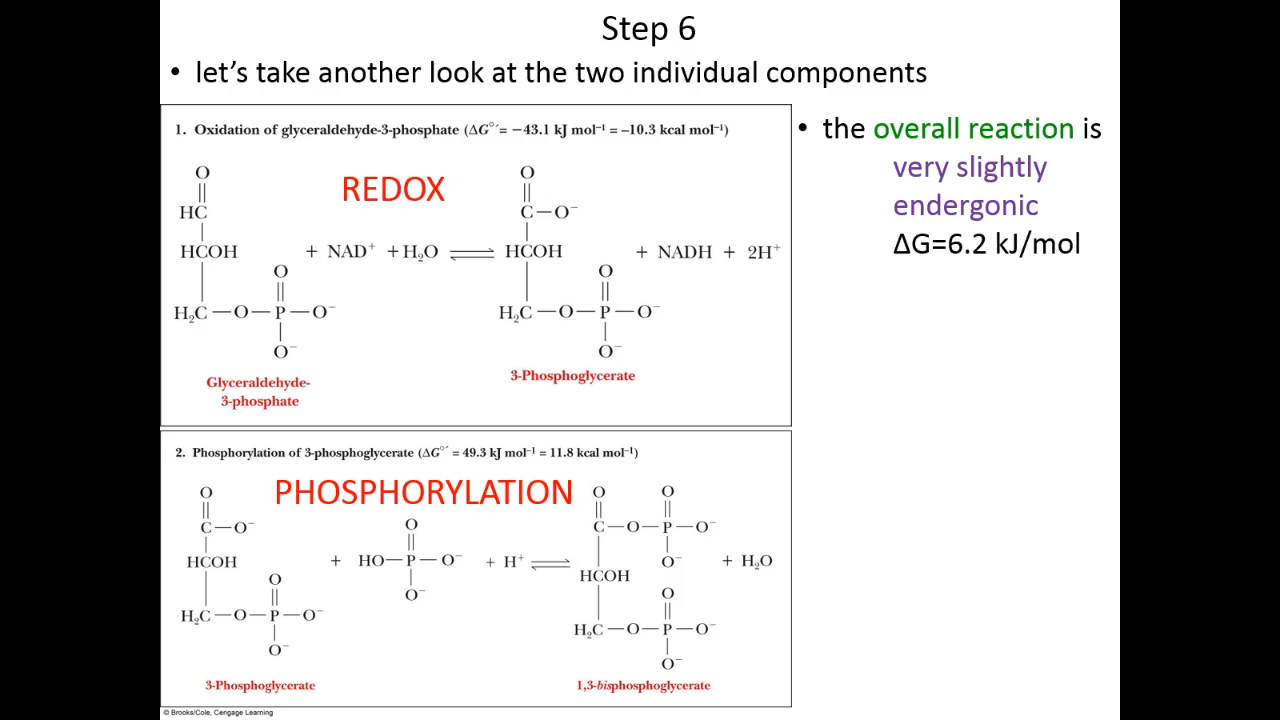 Step 6
• let's take another look at the two individual components
1. Oxidation of glyceraldehyde-3-phosphate (ΔG°′= −43.1 kJ mol⁻¹ = –10.3 kcal mol⁻¹)
REDOX
O
HC
HCOH
H₂C—O—P—O⁻
O
O⁻
+ NAD⁺ + H₂O ⇌
O
C—O⁻
HCOH
H₂C—O—P—O⁻
O
O⁻
+ NADH + 2H⁺
Glyceraldehyde-
3-phosphate
3-Phosphoglycerate
2. Phosphorylation of 3-phosphoglycerate (ΔG°′ = 49.3 kJ mol⁻¹ = 11.8 kcal mol⁻¹)
PHOSPHORYLATION
O
C—O⁻
HCOH
H₂C—O—P—O⁻
O
O⁻
+
O
HO—P—O⁻
O⁻
+ H⁺ ⇌
O O
C—O—P—O⁻
O⁻
HCOH
O
H₂C—O—P—O⁻
O⁻
+ H₂O
3-Phosphoglycerate
1,3-bisphosphoglycerate
© Brooks/Cole, Cengage Learning
• the overall reaction is
very slightly
endergonic
ΔG=6.2 kJ/mol